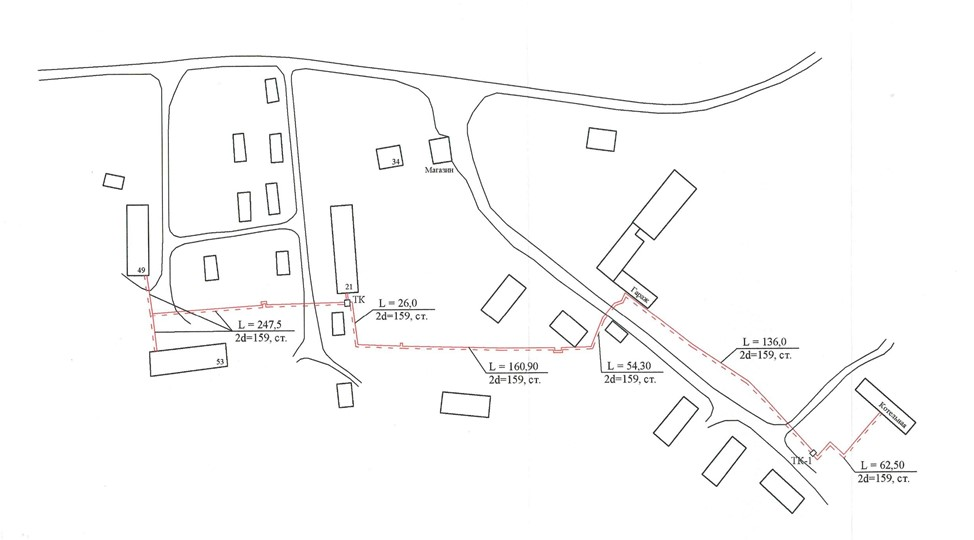 34
Магазин
49
21
Гараж
ТК
L = 26,0
2d=159, ст.
L = 247,5
2d=159, ст.
53
L = 160,90
2d=159, ст.
L = 54,30
2d=159, ст.
L = 136,0
2d=159, ст.
Котельная
ТК-1
L = 62,50
2d=159, ст.